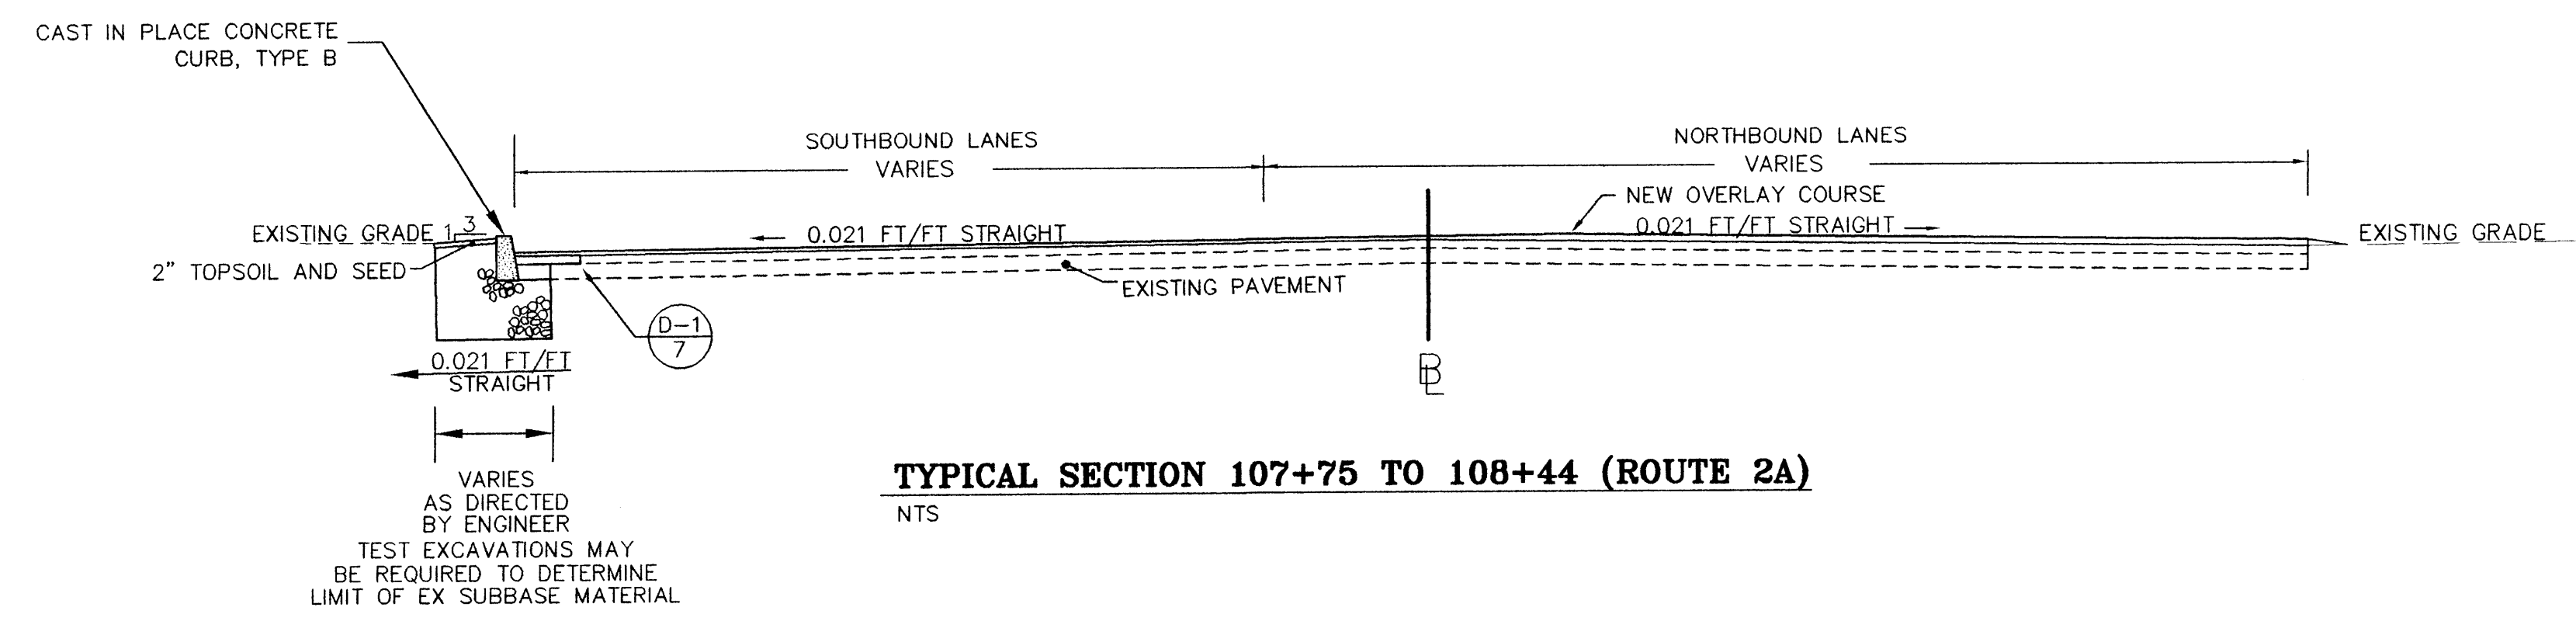 CAST IN PLACE CONCRETE
CURB, TYPE B
SOUTHBOUND LANES
VARIES
NORTHBOUND LANES
VARIES
NEW OVERLAY COURSE
EXISTING GRADE 1 3
0.021 FT/FT STRAIGHT
0.021 FT/FT STRAIGHT
EXISTING GRADE
2" TOPSOIL AND SEED
EXISTING PAVEMENT
D-1
7
0.021 FT/FT
STRAIGHT
BL
VARIES
AS DIRECTED
BY ENGINEER
TEST EXCAVATIONS MAY
BE REQUIRED TO DETERMINE
LIMIT OF EX SUBBASE MATERIAL
TYPICAL SECTION 107+75 TO 108+44 (ROUTE 2A)
NTS